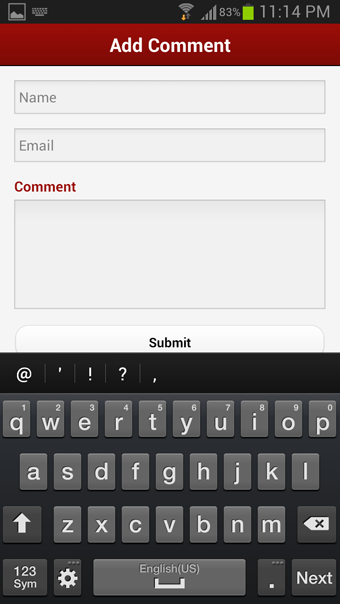 83% 11:14 PM
Add Comment
Name
Email
Comment
Submit
@ ' ! ? ,
1 2 3 4 5 6 7 8 9 0
q w e r t y u i o p
a s d f g h j k l
z x c v b n m
123
Sym
English(US)
. Next